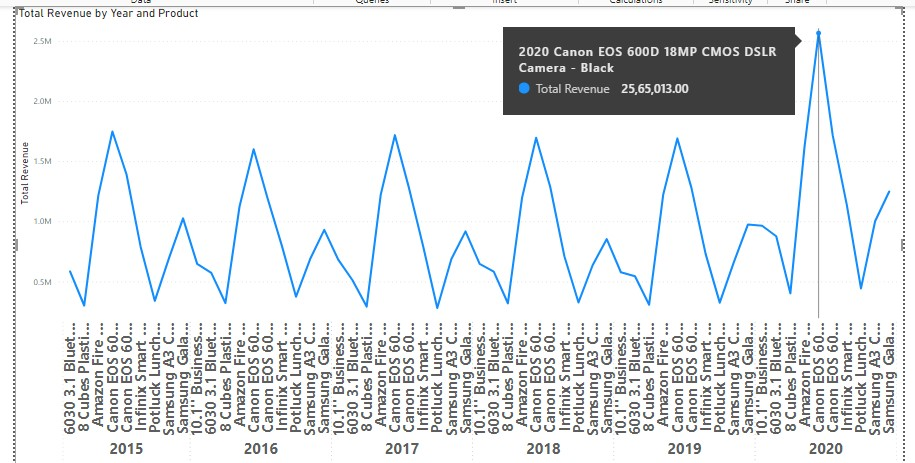 Data Queries Insert Calculations Sensitivity Share
Total Revenue by Year and Product
2020 Canon EOS 600D 18MP CMOS DSLR
Camera - Black
Total Revenue 25,65,013.00
Total Revenue
2.5M
2.0M
1.5M
1.0M
0.5M
6030 3.1 Bluet...
8 Cubes Plasti...
Amazon Fire ...
Canon EOS 60...
Canon EOS 60...
Infinix Smart ...
Potluck Lunch...
Samsung A3 C...
Samsung Gala...
10.1'' Business...
6030 3.1 Bluet...
8 Cubes Plasti...
Amazon Fire ...
Canon EOS 60...
Canon EOS 60...
Infinix Smart ...
Potluck Lunch...
Samsung A3 C...
Samsung Gala...
10.1'' Business...
6030 3.1 Bluet...
8 Cubes Plasti...
Amazon Fire ...
Canon EOS 60...
Canon EOS 60...
Infinix Smart ...
Potluck Lunch...
Samsung A3 C...
Samsung Gala...
10.1'' Business...
6030 3.1 Bluet...
8 Cubes Plasti...
Amazon Fire ...
Canon EOS 60...
Canon EOS 60...
Infinix Smart ...
Potluck Lunch...
Samsung A3 C...
Samsung Gala...
10.1'' Business...
6030 3.1 Bluet...
8 Cubes Plasti...
Amazon Fire ...
Canon EOS 60...
Canon EOS 60...
Infinix Smart ...
Potluck Lunch...
Samsung A3 C...
Samsung Gala...
10.1'' Business...
6030 3.1 Bluet...
8 Cubes Plasti...
Amazon Fire ...
Canon EOS 60...
Canon EOS 60...
Infinix Smart ...
Potluck Lunch...
Samsung A3 C...
Samsung Gala...
2015 2016 2017 2018 2019 2020